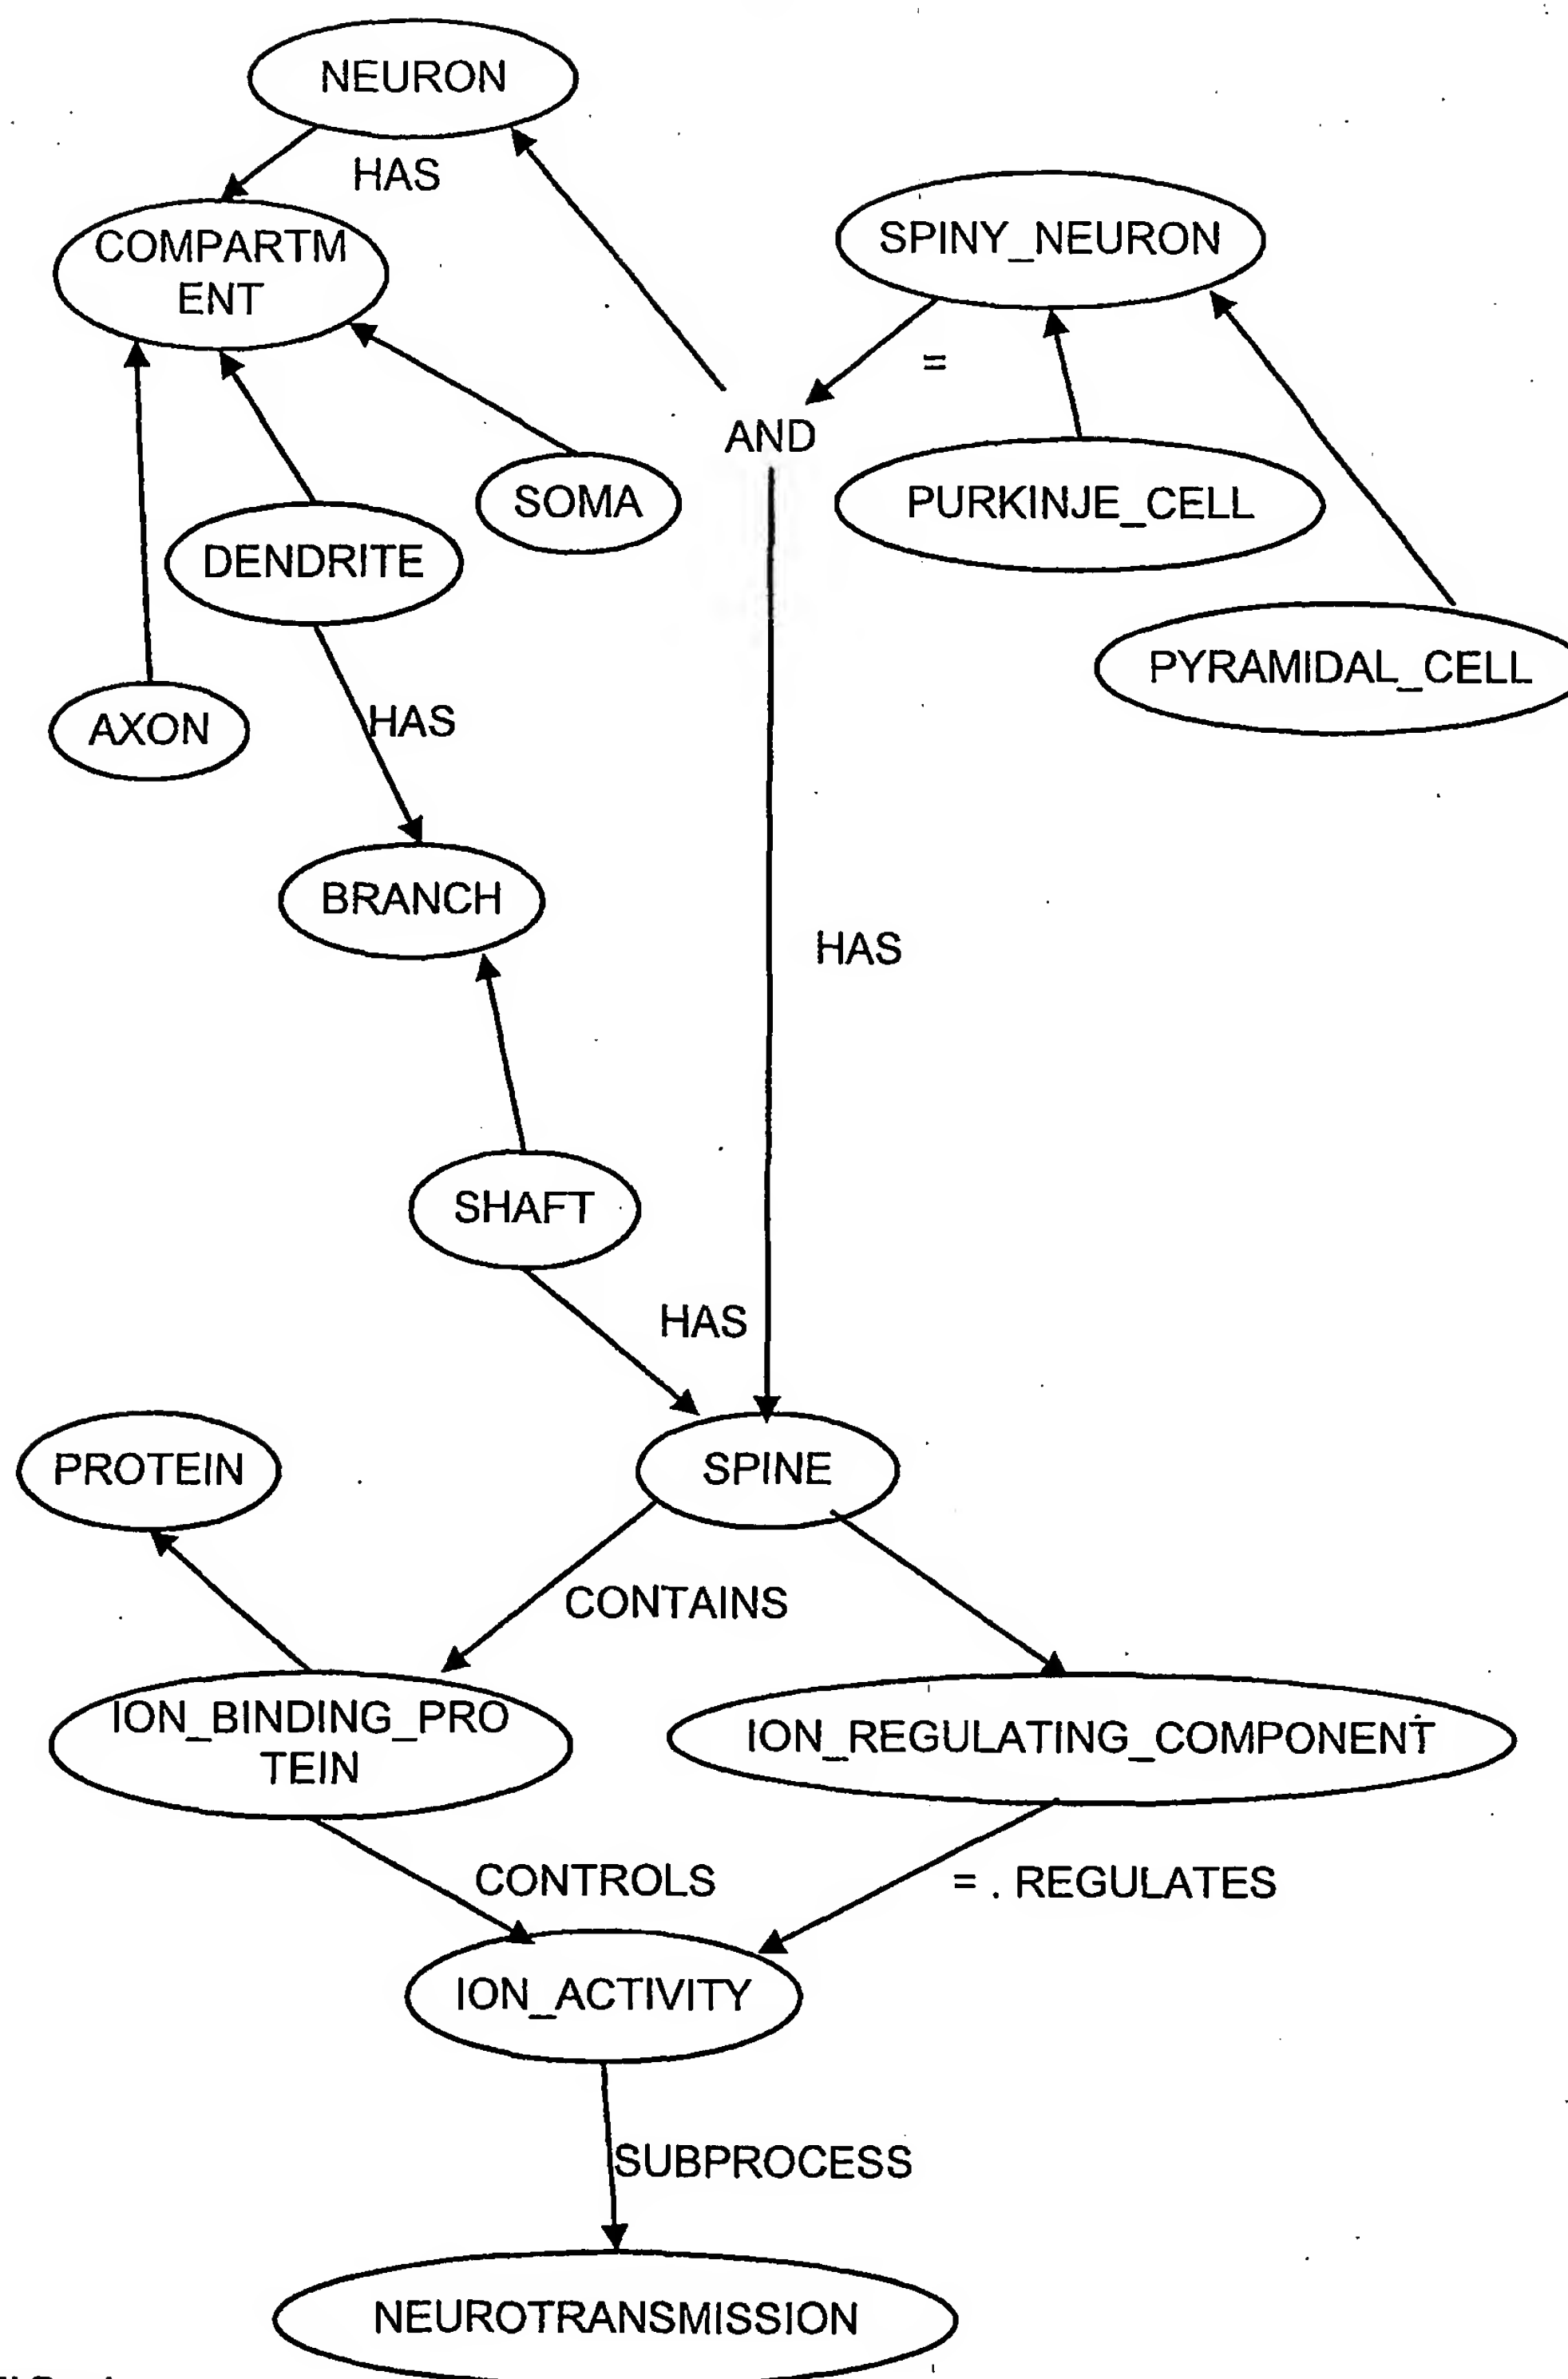 NEURON
HAS
COMPARTM
ENT
SPINY_NEURON
=
AND
SOMA
PURKINJE_CELL
DENDRITE
PYRAMIDAL_CELL
AXON
HAS
BRANCH
HAS
SHAFT
HAS
PROTEIN
SPINE
CONTAINS
ION_BINDING_PRO
TEIN
ION_REGULATING_COMPONENT
CONTROLS
= . REGULATES
ION_ACTIVITY
SUBPROCESS
NEUROTRANSMISSION